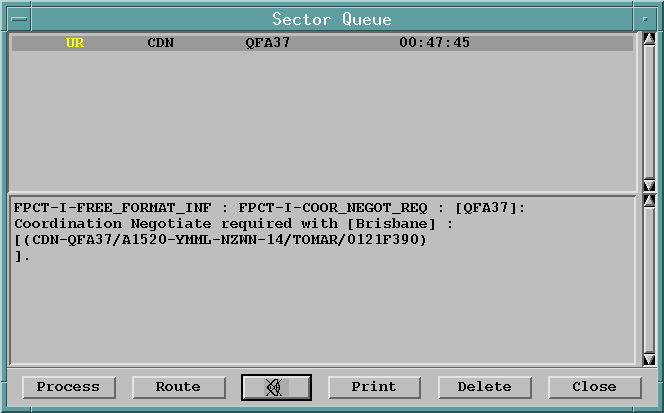 Sector Queue
UR CDN QFA37 00:47:45
FPCT-I-FREE_FORMAT_INF : FPCT-I-COOR_NEGOT_REQ : [QFA37]:
Coordination Negotiate required with [Brisbane] :
[(CDN-QFA37/A1520-YMML-NZWN-14/TOMAR/0121F390)
].
Process Route Print Delete Close